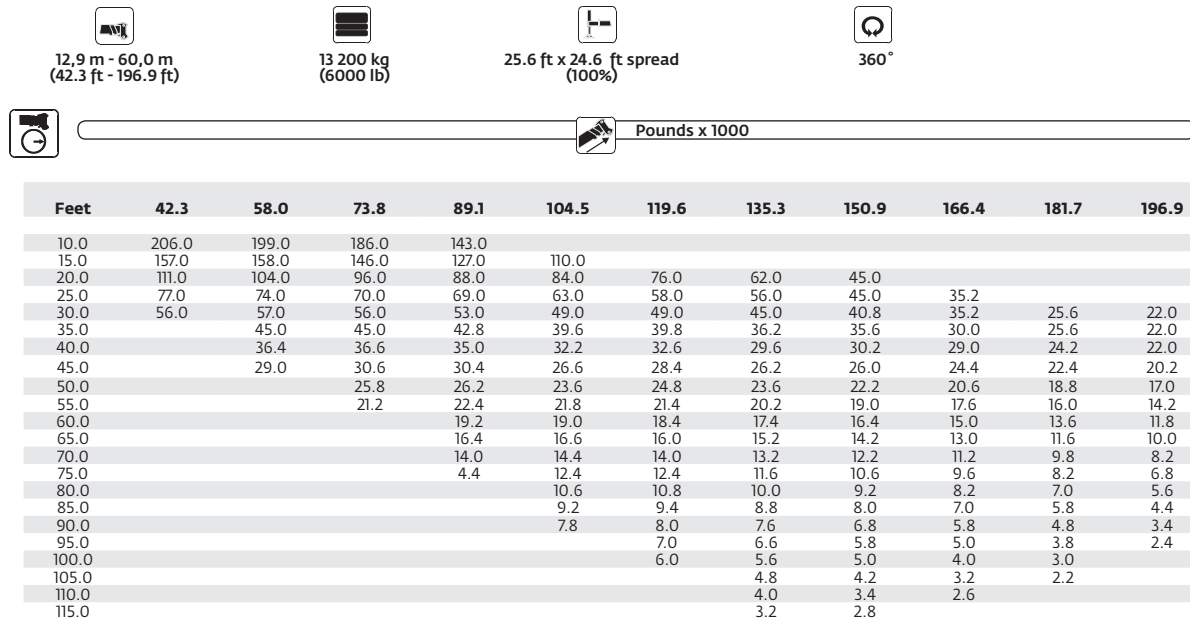 12,9 m - 60,0 m
(42.3 ft - 196.9 ft)
13 200 kg
(6000 lb)
25.6 ft x 24.6 ft spread
(100%)
360°
Pounds x 1000
Feet 42.3 58.0 73.8 89.1 104.5 119.6 135.3 150.9 166.4 181.7 196.9
10.0 206.0 199.0 186.0 143.0
15.0 157.0 158.0 146.0 127.0 110.0
20.0 111.0 104.0 96.0 88.0 84.0 76.0 62.0 45.0
25.0 77.0 74.0 70.0 69.0 63.0 58.0 56.0 45.0 35.2
30.0 56.0 57.0 56.0 53.0 49.0 49.0 45.0 40.8 35.2 25.6 22.0
35.0 45.0 45.0 42.8 39.6 39.8 36.2 35.6 30.0 25.6 22.0
40.0 36.4 36.6 35.0 32.2 32.6 29.6 30.2 29.0 24.2 22.0
45.0 29.0 30.6 30.4 26.6 28.4 26.2 26.0 24.4 22.4 20.2
50.0 25.8 26.2 23.6 24.8 23.6 22.2 20.6 18.8 17.0
55.0 21.2 22.4 21.8 21.4 20.2 19.0 17.6 16.0 14.2
60.0 19.2 19.0 18.4 17.4 16.4 15.0 13.6 11.8
65.0 16.4 16.6 16.0 15.2 14.2 13.0 11.6 10.0
70.0 14.0 14.4 14.0 13.2 12.2 11.2 9.8 8.2
75.0 4.4 12.4 12.4 11.6 10.6 9.6 8.2 6.8
80.0 10.6 10.8 10.0 9.2 8.2 7.0 5.6
85.0 9.2 9.4 8.8 8.0 7.0 5.8 4.4
90.0 7.8 8.0 7.6 6.8 5.8 4.8 3.4
95.0 7.0 6.6 5.8 5.0 3.8 2.4
100.0 6.0 5.6 5.0 4.0 3.0
105.0 4.8 4.2 3.2 2.2
110.0 4.0 3.4 2.6
115.0 3.2 2.8